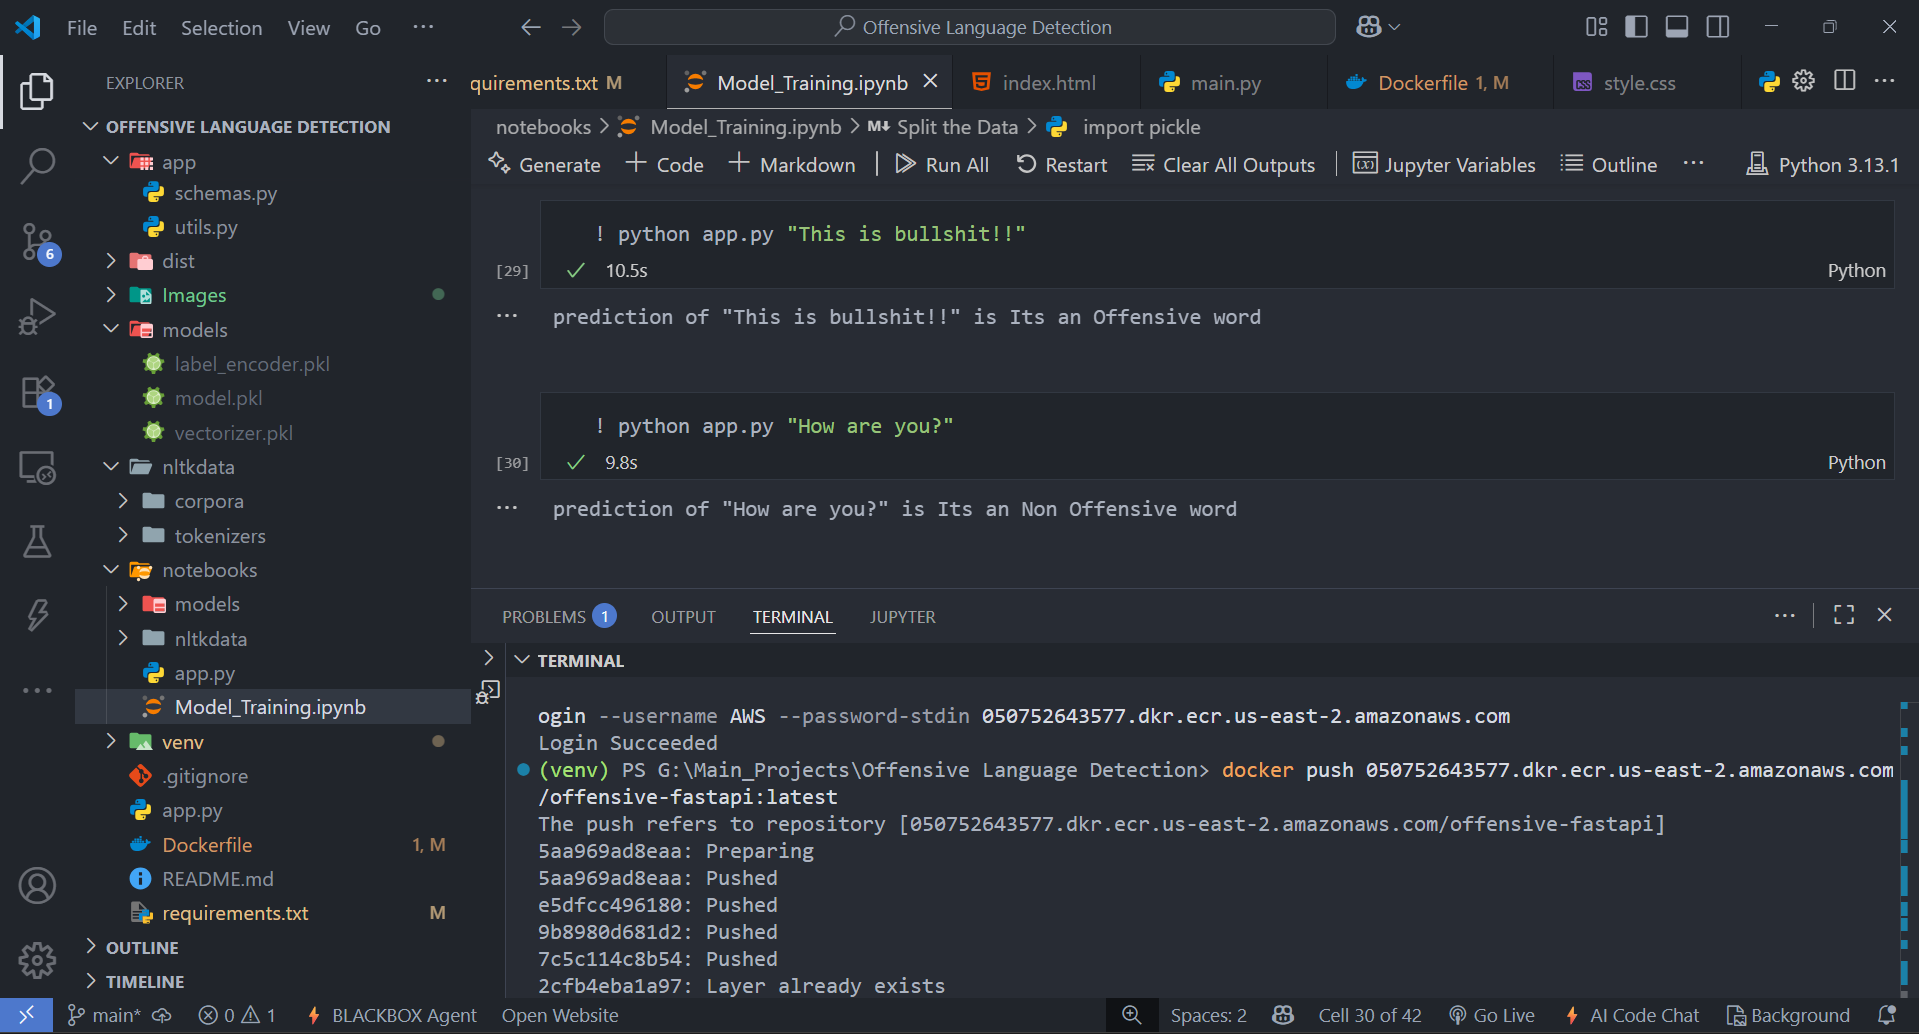 File Edit Selection View Go ···
Offensive Language Detection
EXPLORER ···
OFFENSIVE LANGUAGE DETECTION
app
schemas.py
utils.py
dist
Images
models
label_encoder.pkl
model.pkl
vectorizer.pkl
nltkdata
corpora
tokenizers
notebooks
models
nltkdata
app.py
Model_Training.ipynb
venv
.gitignore
app.py
Dockerfile 1, M
README.md
requirements.txt M
OUTLINE
TIMELINE
6
1
quirements.txt M Model_Training.ipynb index.html main.py Dockerfile 1, M style.css
notebooks > Model_Training.ipynb > M↓ Split the Data > import pickle
Generate + Code + Markdown | Run All Restart Clear All Outputs | Jupyter Variables Outline ··· Python 3.13.1
! python app.py "This is bullshit!!"
[29] ✓ 10.5s Python
··· prediction of "This is bullshit!!" is Its an Offensive word
! python app.py "How are you?"
[30] ✓ 9.8s Python
··· prediction of "How are you?" is Its an Non Offensive word
PROBLEMS 1 OUTPUT TERMINAL JUPYTER
TERMINAL
ogin --username AWS --password-stdin 050752643577.dkr.ecr.us-east-2.amazonaws.com
Login Succeeded
(venv) PS G:\Main_Projects\Offensive Language Detection> docker push 050752643577.dkr.ecr.us-east-2.amazonaws.com
/offensive-fastapi:latest
The push refers to repository [050752643577.dkr.ecr.us-east-2.amazonaws.com/offensive-fastapi]
5aa969ad8eaa: Preparing
5aa969ad8eaa: Pushed
e5dfcc496180: Pushed
9b8980d681d2: Pushed
7c5c114c8b54: Pushed
2cfb4eba1a97: Layer already exists
main* 0 1 BLACKBOX Agent Open Website Spaces: 2 Cell 30 of 42 Go Live AI Code Chat Background